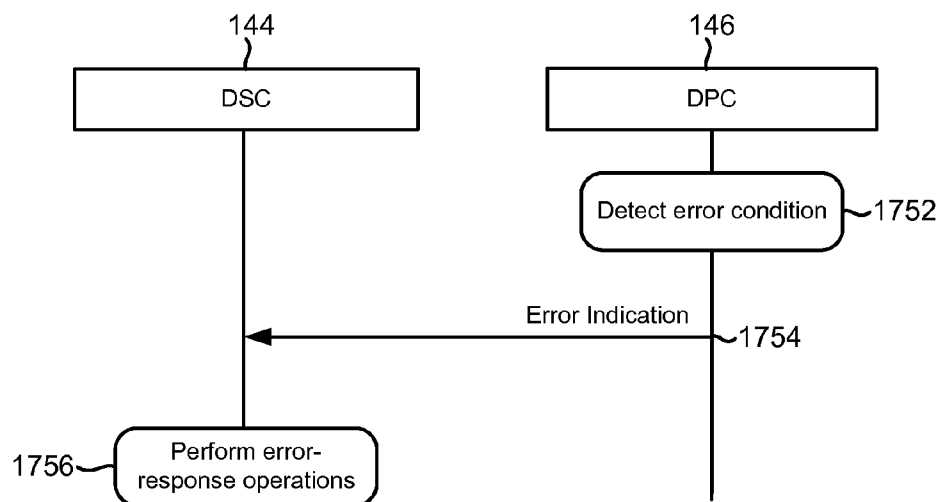 144
146
DSC
DPC
Detect error condition
1752
Error Indication
1754
Perform error-
response operations
1756